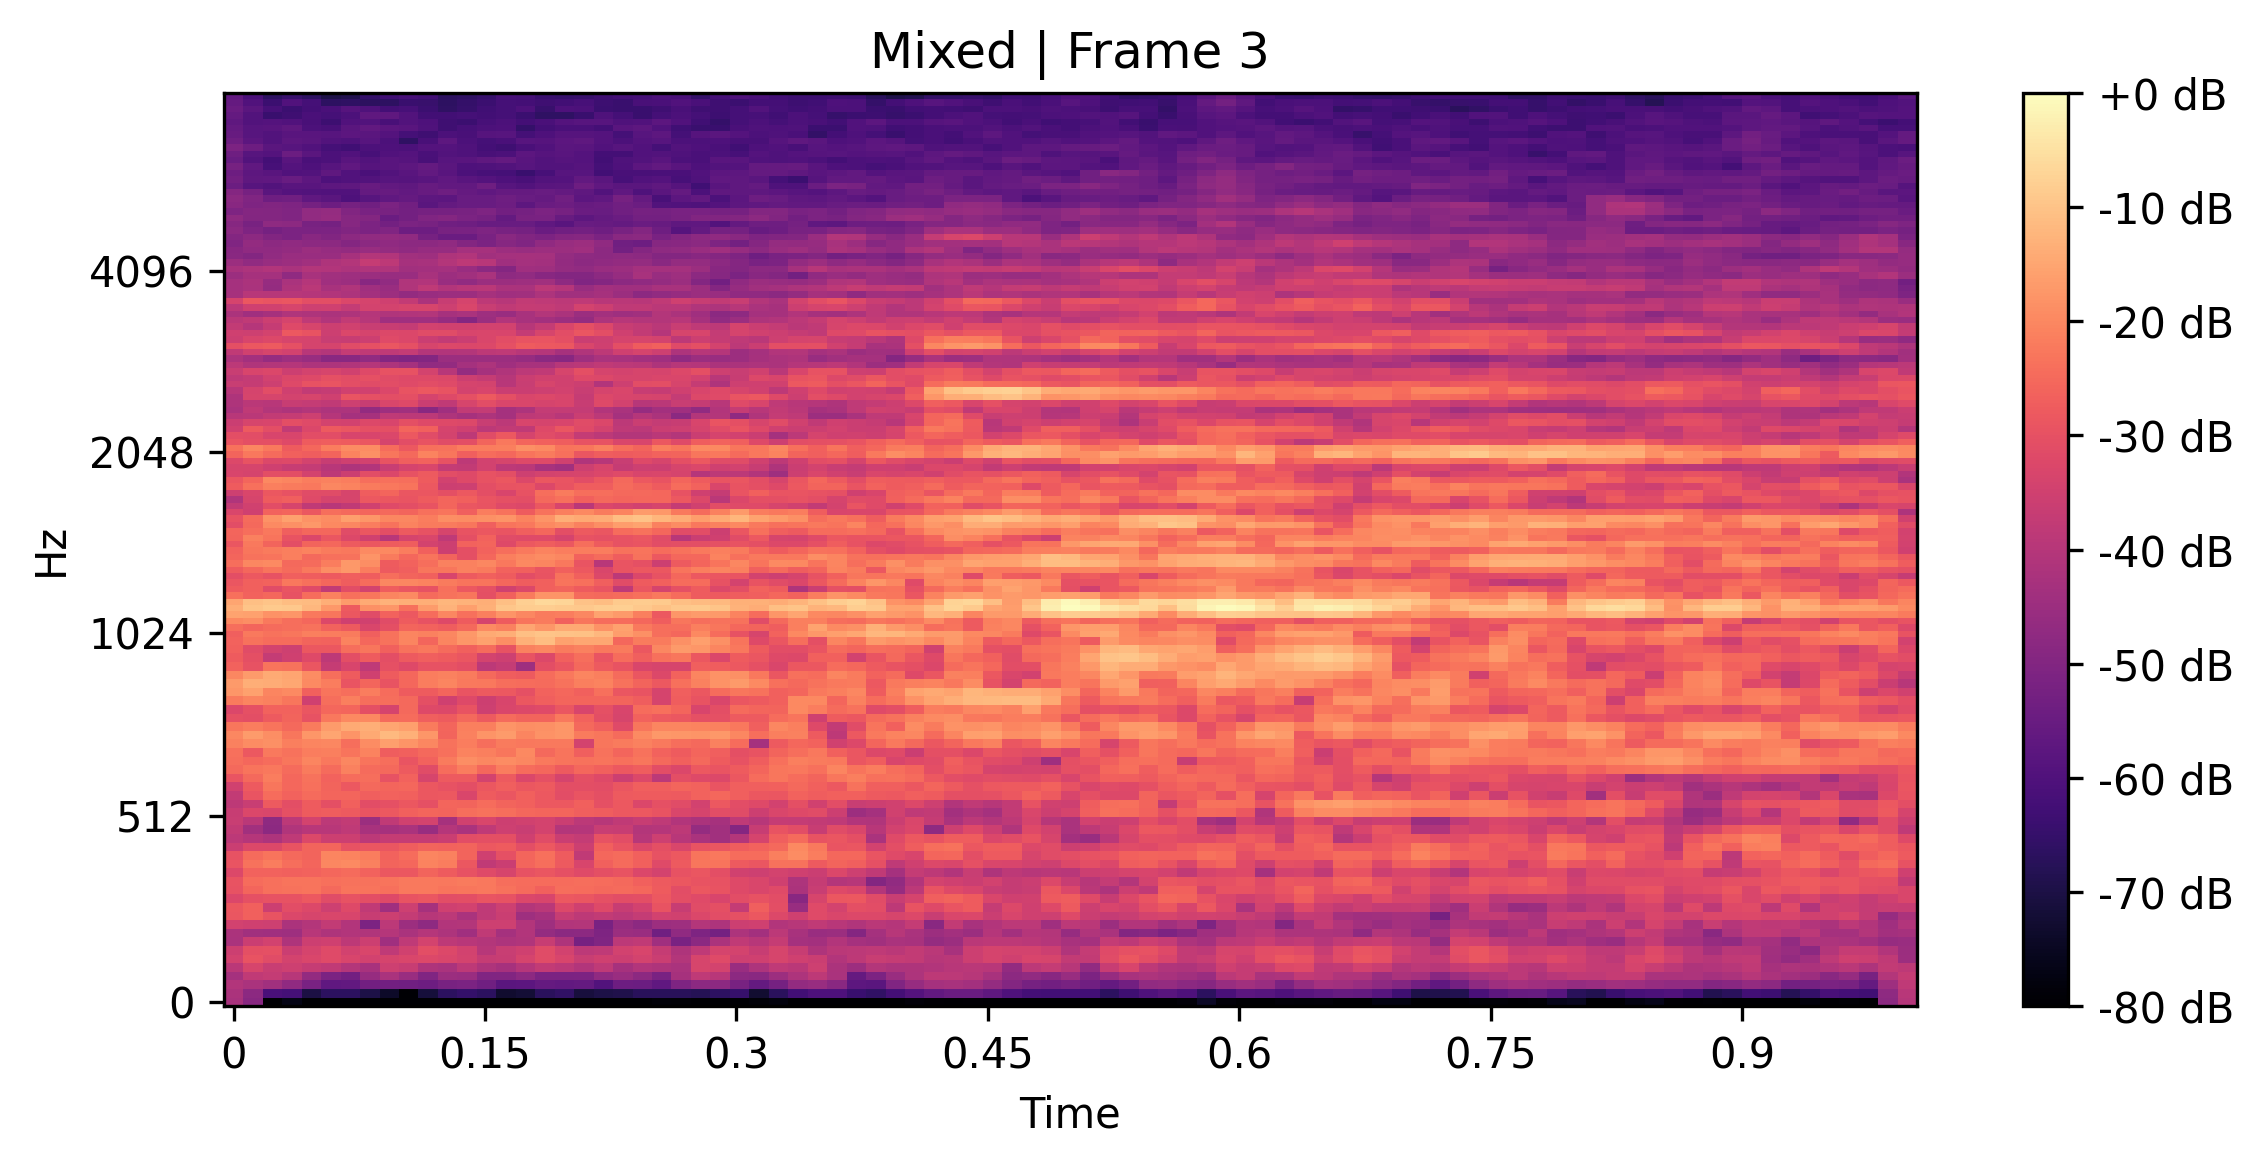 Mixed | Frame 3
+0 dB
-10 dB
-20 dB
-30 dB
-40 dB
-50 dB
-60 dB
-70 dB
-80 dB
Hz
4096
2048
1024
512
0
0 0.15 0.3 0.45 0.6 0.75 0.9
Time